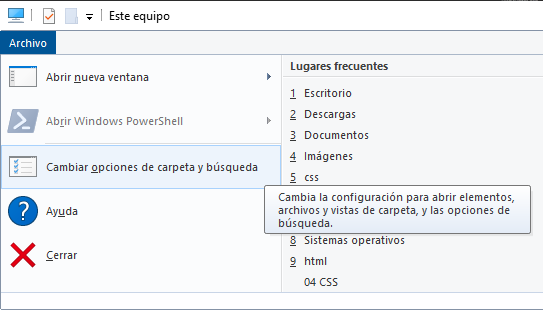 Este equipo
Archivo
Abrir nueva ventana
Abrir Windows PowerShell
Cambiar opciones de carpeta y búsqueda
Ayuda
Cerrar
Lugares frecuentes
1 Escritorio
2 Descargas
3 Documentos
4 Imágenes
5 css
Cambia la configuración para abrir elementos,
archivos y vistas de carpeta, y las opciones de
búsqueda.
8 Sistemas operativos
9 html
04 CSS